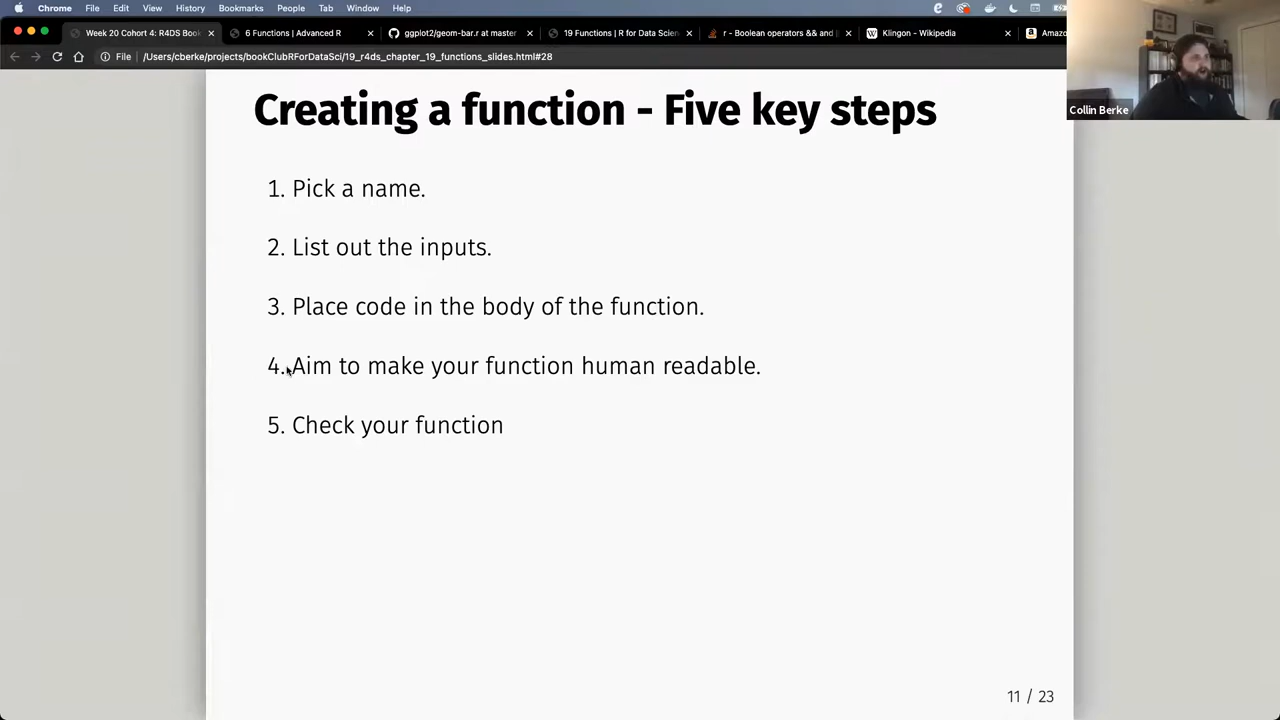 Chrome File Edit View History Bookmarks People Tab Window Help
Week 20 Cohort 4: R4DS Book
6 Functions | Advanced R
ggplot2/geom-bar.r at master
19 Functions | R for Data Scien
r - Boolean operators && and |
Klingon - Wikipedia
Amazo
File /Users/cberke/projects/bookClubRForDataSci/19_r4ds_chapter_19_functions_slides.html#28
Collin Berke
Creating a function - Five key steps
1. Pick a name.
2. List out the inputs.
3. Place code in the body of the function.
4. Aim to make your function human readable.
5. Check your function
11 / 23